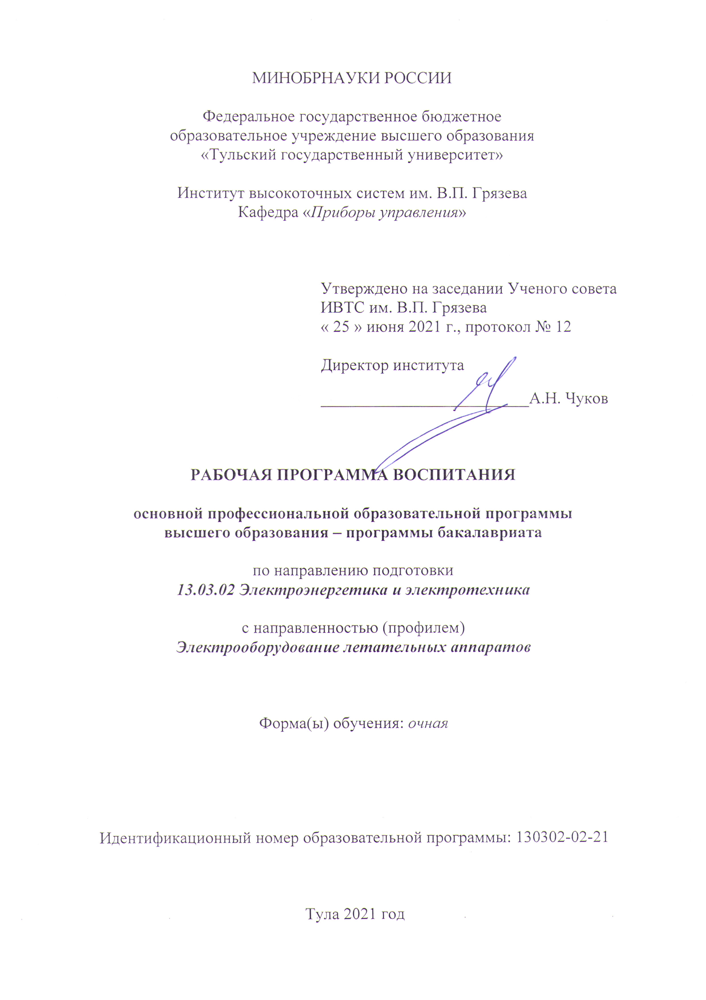 МИНОБРНАУКИ РОССИИ
Федеральное государственное бюджетное
образовательное учреждение высшего образования
«Тульский государственный университет»
Институт высокоточных систем им. В.П. Грязева
Кафедра «Приборы управления»
Утверждено на заседании Ученого совета
ИВТС им. В.П. Грязева
« 25 » июня 2021 г., протокол № 12
Директор института
А.Н. Чуков
РАБОЧАЯ ПРОГРАММА ВОСПИТАНИЯ
основной профессиональной образовательной программы
высшего образования – программы бакалавриата
по направлению подготовки
13.03.02 Электроэнергетика и электротехника
с направленностью (профилем)
Электрооборудование летательных аппаратов
Форма(ы) обучения: очная
Идентификационный номер образовательной программы: 130302-02-21
Тула 2021 год